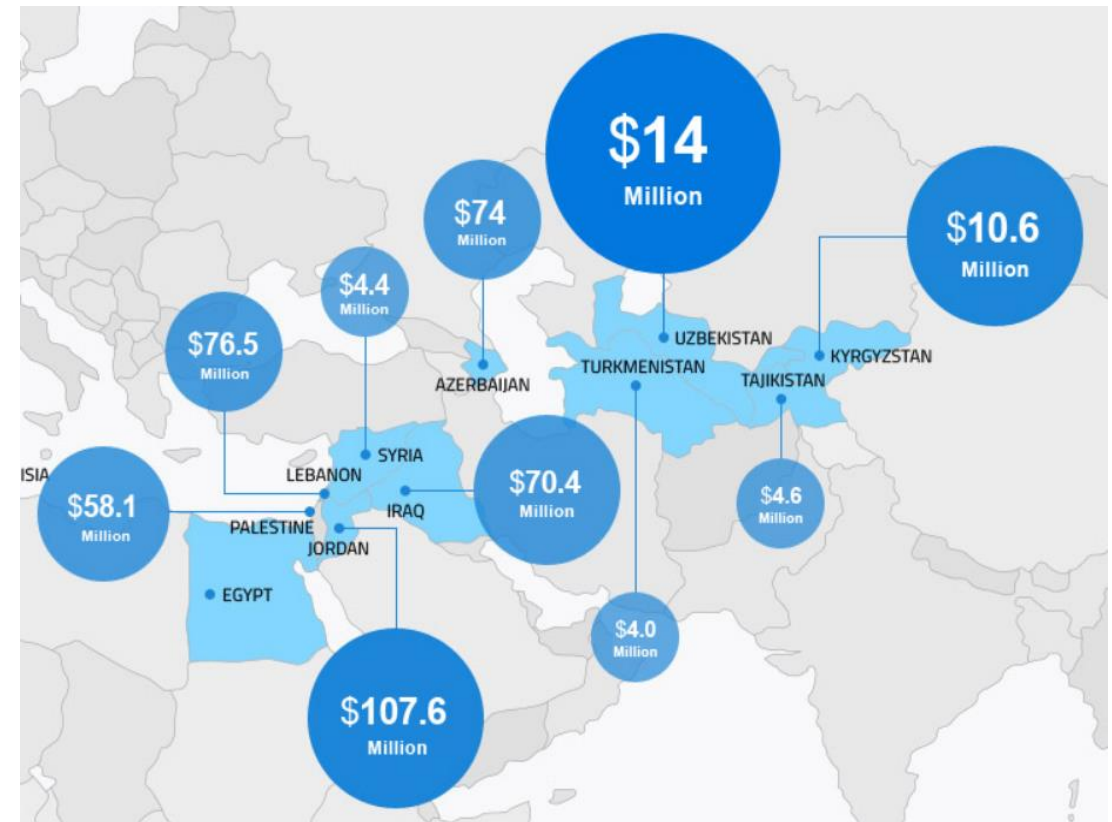 $14
Million
$74
Million
$10.6
Million
$4.4
Million
$76.5
Million
UZBEKISTAN
KYRGYZSTAN
TURKMENISTAN
TAJIKISTAN
AZERBAIJAN
SYRIA
LEBANON
ISIA
$58.1
Million
$70.4
Million
IRAQ
$4.6
Million
PALESTINE
JORDAN
EGYPT
$4.0
Million
$107.6
Million